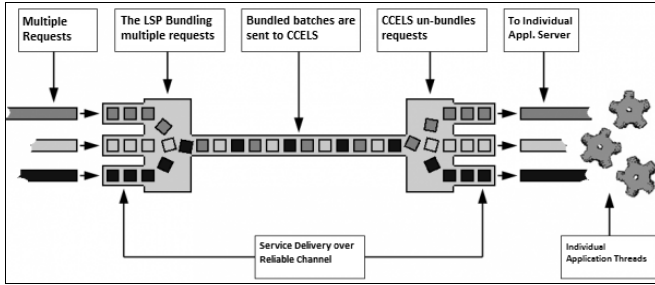 Multiple
Requests
The LSP Bundling
multiple requests
Bundled batches are
sent to CCELS
CCELS un-bundles
requests
To Individual
Appl. Server
Service Delivery over
Reliable Channel
Individual
Application Threads